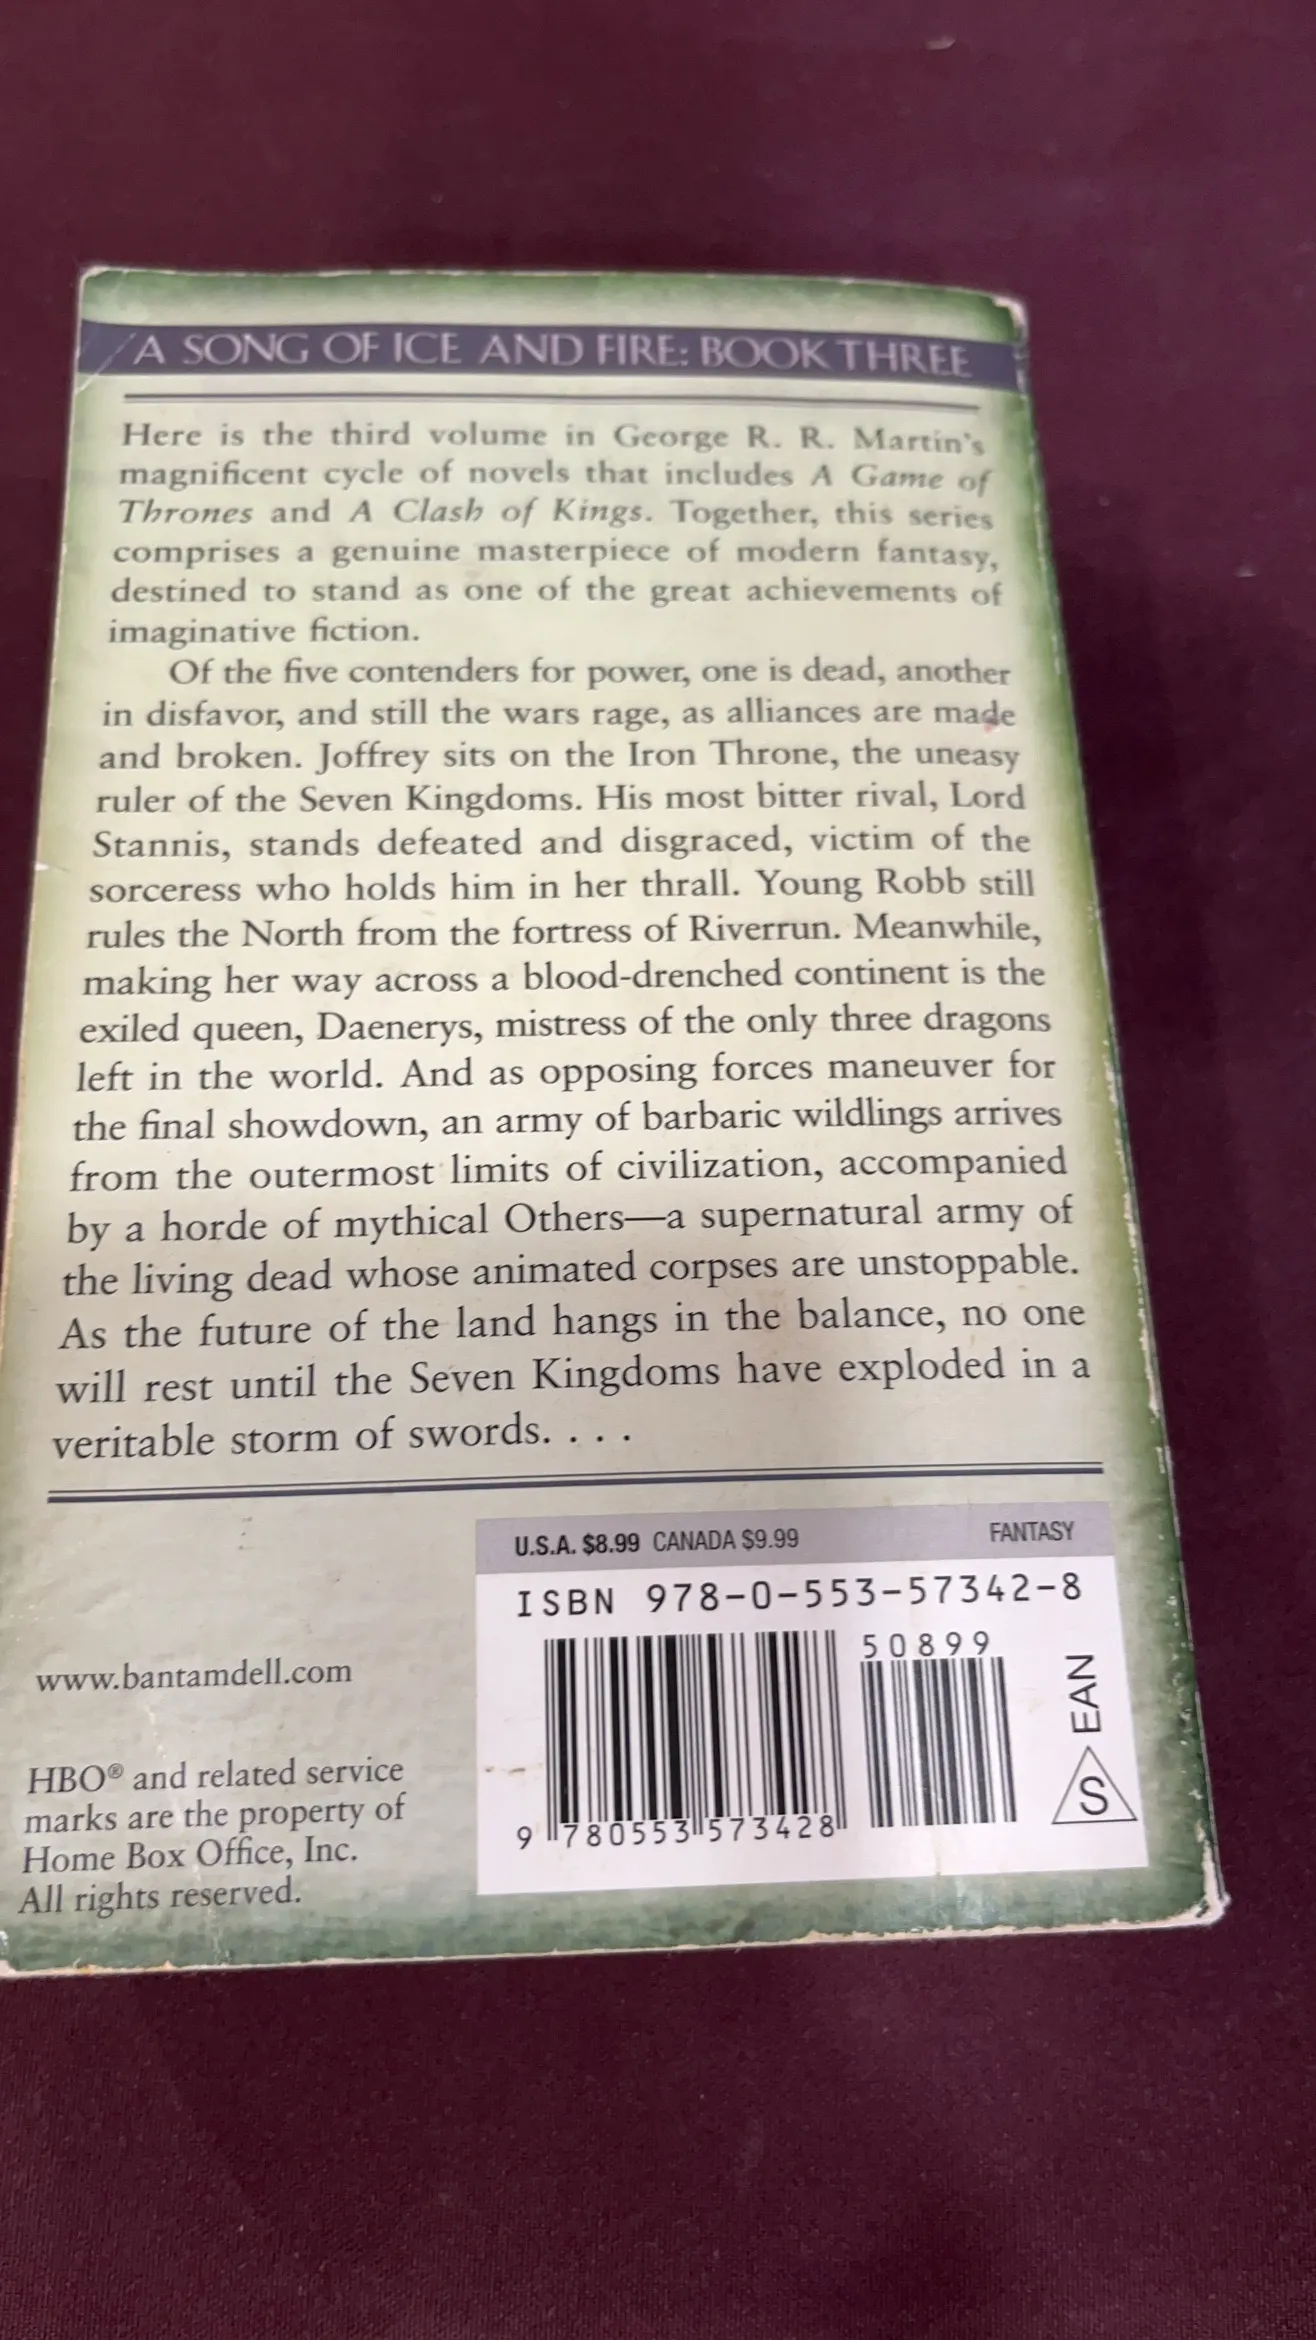 A SONG OF ICE AND FIRE: BOOK THREE
Here is the third volume in George R. R. Martin's
magnificent cycle of novels that includes A Game of
Thrones and A Clash of Kings. Together, this series
comprises a genuine masterpiece of modern fantasy,
destined to stand as one of the great achievements of
imaginative fiction.
Of the five contenders for power, one is dead, another
in disfavor, and still the wars rage, as alliances are made
and broken. Joffrey sits on the Iron Throne, the uneasy
ruler of the Seven Kingdoms. His most bitter rival, Lord
Stannis, stands defeated and disgraced, victim of the
sorceress who holds him in her thrall. Young Robb still
rules the North from the fortress of Riverrun. Meanwhile,
making her way across a blood-drenched continent is the
exiled queen, Daenerys, mistress of the only three dragons
left in the world. And as opposing forces maneuver for
the final showdown, an army of barbaric wildlings arrives
from the outermost limits of civilization, accompanied
by a horde of mythical Others—a supernatural army of
the living dead whose animated corpses are unstoppable.
As the future of the land hangs in the balance, no one
will rest until the Seven Kingdoms have exploded in a
veritable storm of swords. . . .
U.S.A. $8.99 CANADA $9.99 FANTASY
ISBN 978-0-553-57342-8
50899
EAN
S
9 780553 573428
www.bantamdell.com
HBO® and related service
marks are the property of
Home Box Office, Inc.
All rights reserved.